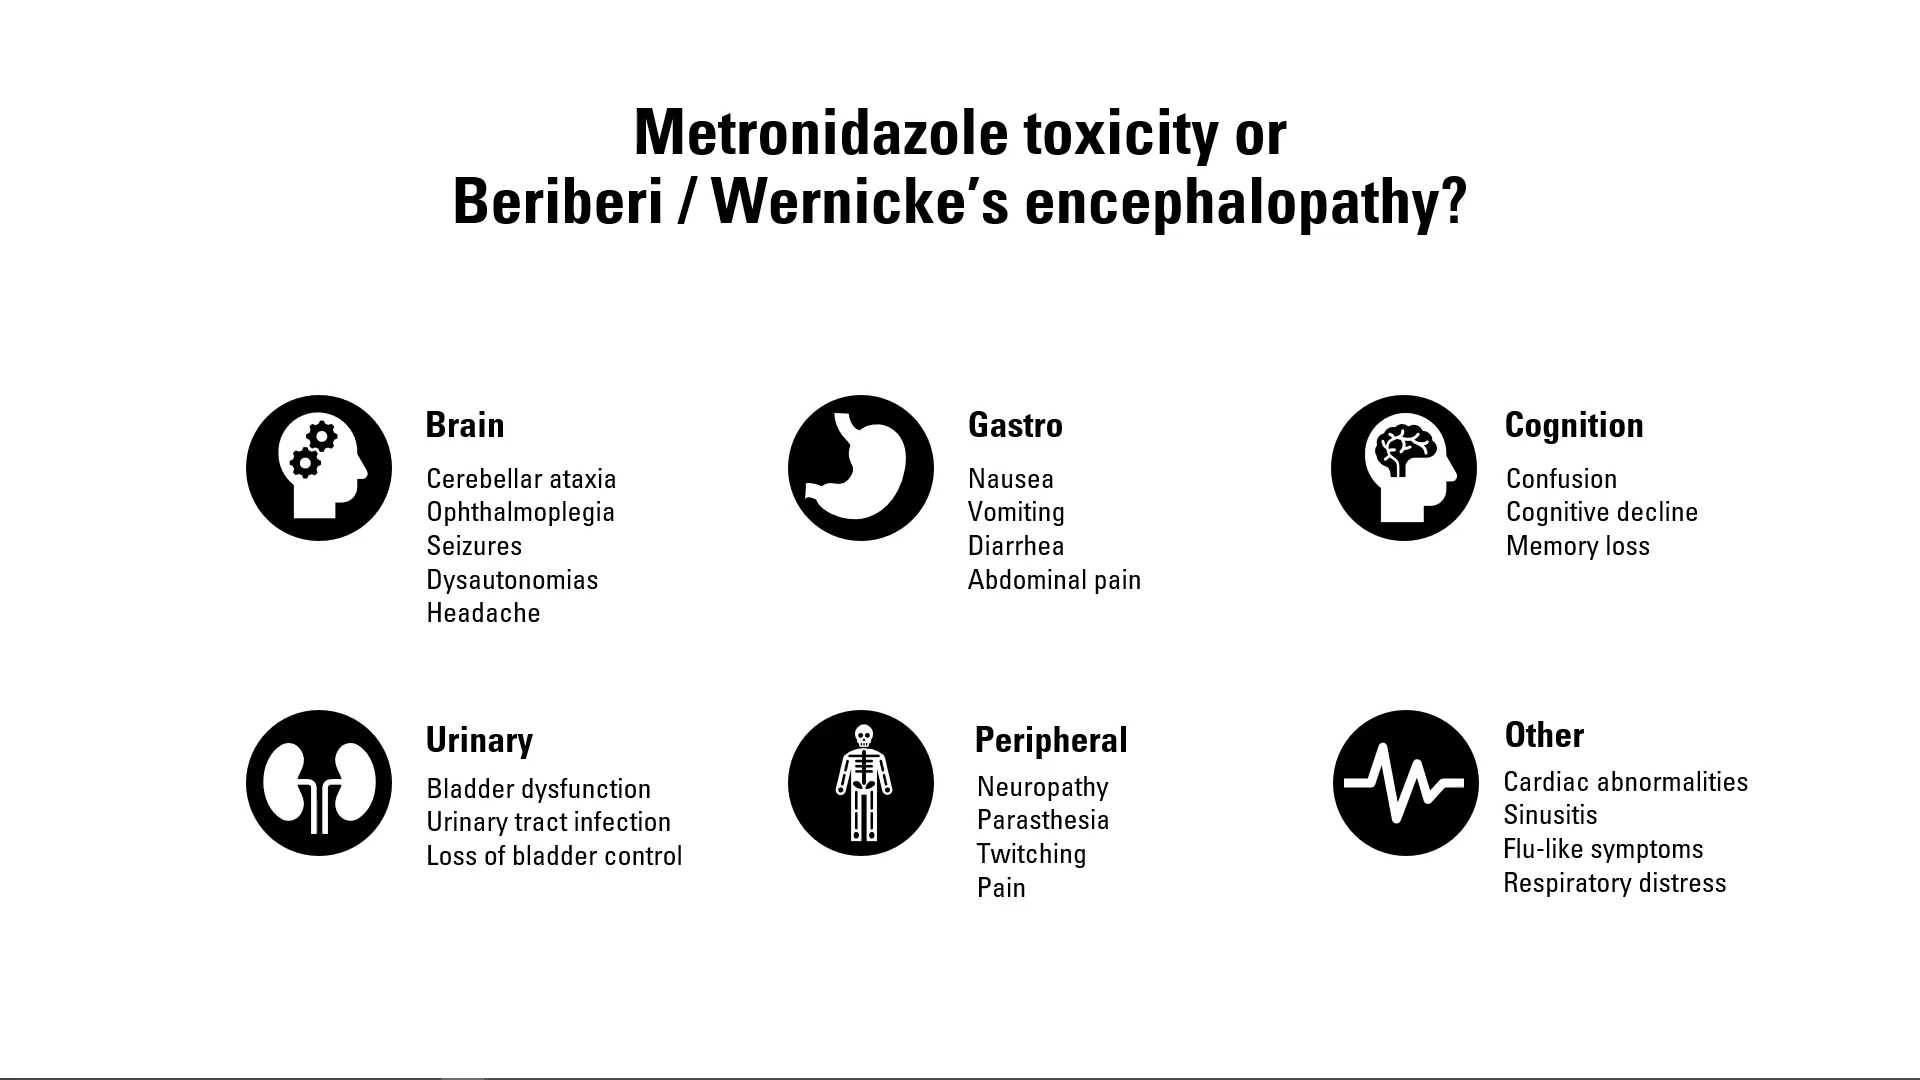 Metronidazole toxicity or
Beriberi / Wernicke’s encephalopathy?
Brain
Cerebellar ataxia
Ophthalmoplegia
Seizures
Dysautonomias
Headache
Gastro
Nausea
Vomiting
Diarrhea
Abdominal pain
Cognition
Confusion
Cognitive decline
Memory loss
Urinary
Bladder dysfunction
Urinary tract infection
Loss of bladder control
Peripheral
Neuropathy
Parasthesia
Twitching
Pain
Other
Cardiac abnormalities
Sinusitis
Flu-like symptoms
Respiratory distress